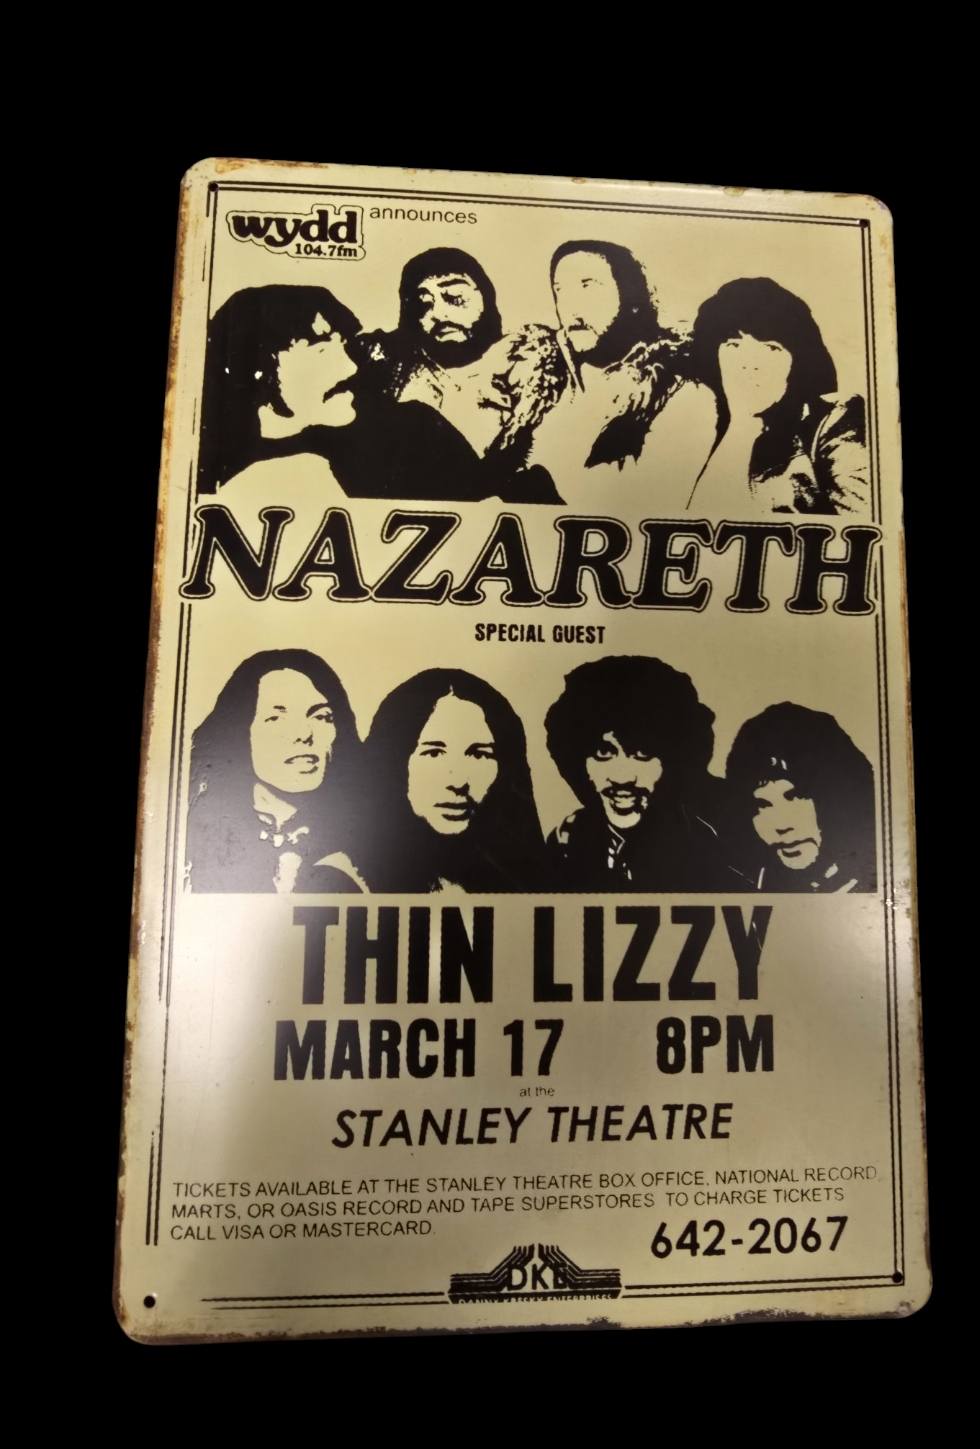 wydd announces
104.7fm
NAZARETH
SPECIAL GUEST
THIN LIZZY
MARCH 17 8PM
at the
STANLEY THEATRE
TICKETS AVAILABLE AT THE STANLEY THEATRE BOX OFFICE, NATIONAL RECORD
MARTS, OR OASIS RECORD AND TAPE SUPERSTORES TO CHARGE TICKETS
CALL VISA OR MASTERCARD.
642-2067
DKE